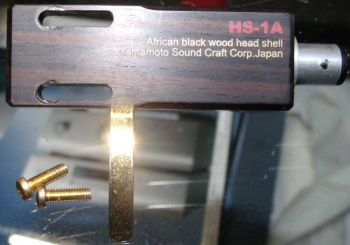 HS-1A
African black wood head shell
Yamamoto Sound Craft Corp.Japan